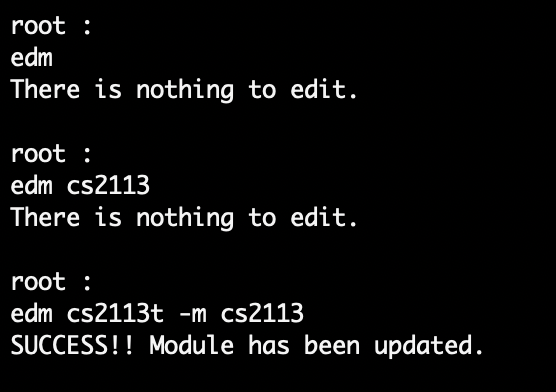 root :
edm
There is nothing to edit.
root :
edm cs2113
There is nothing to edit.
root :
edm cs2113t -m cs2113
SUCCESS!! Module has been updated.